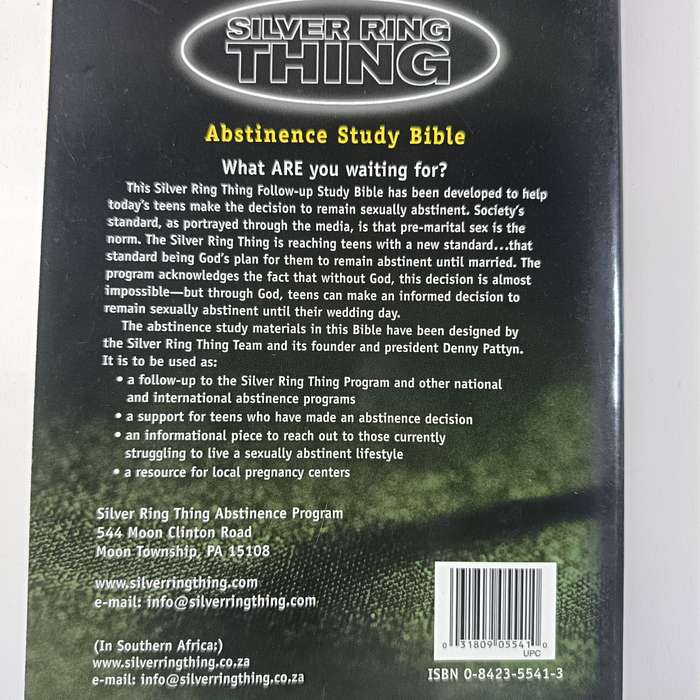 SILVER RING
THING
Abstinence Study Bible
What ARE you waiting for?
This Silver Ring Thing Follow-up Study Bible has been developed to help
today's teens make the decision to remain sexually abstinent. Society's
standard, as portrayed through the media, is that pre-marital sex is the
norm. The Silver Ring Thing is reaching teens with a new standard...that
standard being God's plan for them to remain abstinent until married. The
program acknowledges the fact that without God, this decision is almost
impossible—but through God, teens can make an informed decision to
remain sexually abstinent until their wedding day.
The abstinence study materials in this Bible have been designed by
the Silver Ring Thing Team and its founder and president Denny Pattyn.
It is to be used as:
• a follow-up to the Silver Ring Thing Program and other national
and international abstinence programs
• a support for teens who have made an abstinence decision
• an informational piece to reach out to those currently
struggling to live a sexually abstinent lifestyle
• a resource for local pregnancy centers
Silver Ring Thing Abstinence Program
544 Moon Clinton Road
Moon Township, PA 15108
www.silverringthing.com
e-mail: info@silverringthing.com
(In Southern Africa:)
www.silverringthing.co.za
e-mail: info@silverringthing.co.za
0 31809 05541 0
UPC
ISBN 0-8423-5541-3